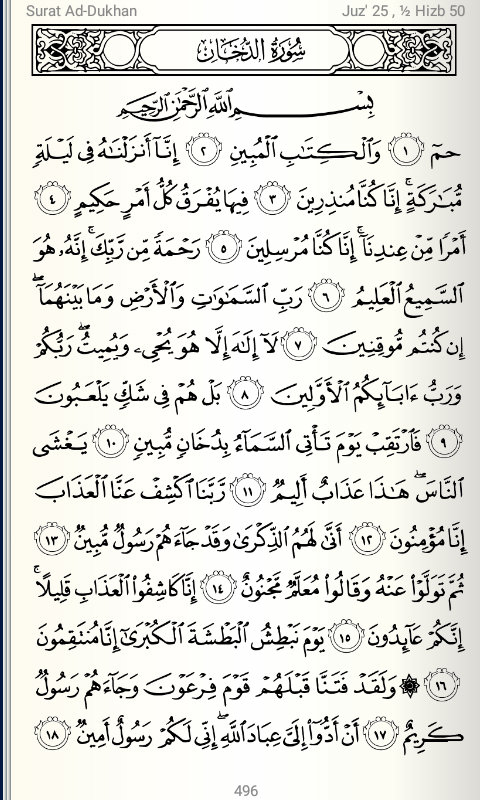 Surat Ad-Dukhan
Juz' 25 , ½ Hizb 50
سُورَةُ الدُّخَانِ
بِسْمِ اللَّهِ الرَّحْمَٰنِ الرَّحِيمِ
حمٓ ١ وَٱلْكِتَٰبِ ٱلْمُبِينِ ٢ إِنَّآ أَنزَلْنَٰهُ فِى لَيْلَةٍ
مُّبَٰرَكَةٍ ۚ إِنَّا كُنَّا مُنذِرِينَ ٣ فِيهَا يُفْرَقُ كُلُّ أَمْرٍ حَكِيمٍ ٤
أَمْرًا مِّنْ عِندِنَآ ۚ إِنَّا كُنَّا مُرْسِلِينَ ٥ رَحْمَةً مِّن رَّبِّكَ ۚ إِنَّهُۥ هُوَ
ٱلسَّمِيعُ ٱلْعَلِيمُ ٦ رَبِّ ٱلسَّمَٰوَٰتِ وَٱلْأَرْضِ وَمَا بَيْنَهُمَآ ۖ
إِن كُنتُم مُّوقِنِينَ ٧ لَآ إِلَٰهَ إِلَّا هُوَ يُحْىِۦ وَيُمِيتُ ۖ رَبُّكُمْ
وَرَبُّ ءَابَآئِكُمُ ٱلْأَوَّلِينَ ٨ بَلْ هُمْ فِى شَكٍّ يَلْعَبُونَ
٩ فَٱرْتَقِبْ يَوْمَ تَأْتِى ٱلسَّمَآءُ بِدُخَانٍ مُّبِينٍ ١٠ يَغْشَى
ٱلنَّاسَ ۖ هَٰذَا عَذَابٌ أَلِيمٌ ١١ رَّبَّنَا ٱكْشِفْ عَنَّا ٱلْعَذَابَ
إِنَّا مُؤْمِنُونَ ١٢ أَنَّىٰ لَهُمُ ٱلذِّكْرَىٰ وَقَدْ جَآءَهُمْ رَسُولٌ مُّبِينٌ ١٣
ثُمَّ تَوَلَّوْا۟ عَنْهُ وَقَالُوا۟ مُعَلَّمٌ مَّجْنُونٌ ١٤ إِنَّا كَاشِفُوا۟ ٱلْعَذَابِ قَلِيلًا ۚ
إِنَّكُمْ عَآئِدُونَ ١٥ يَوْمَ نَبْطِشُ ٱلْبَطْشَةَ ٱلْكُبْرَىٰٓ إِنَّا مُنتَقِمُونَ
١٦ ۞ وَلَقَدْ فَتَنَّا قَبْلَهُمْ قَوْمَ فِرْعَوْنَ وَجَآءَهُمْ رَسُولٌ
كَرِيمٌ ١٧ أَنْ أَدُّوٓا۟ إِلَىَّ عِبَادَ ٱللَّهِ ۖ إِنِّى لَكُمْ رَسُولٌ أَمِينٌ ١٨
496